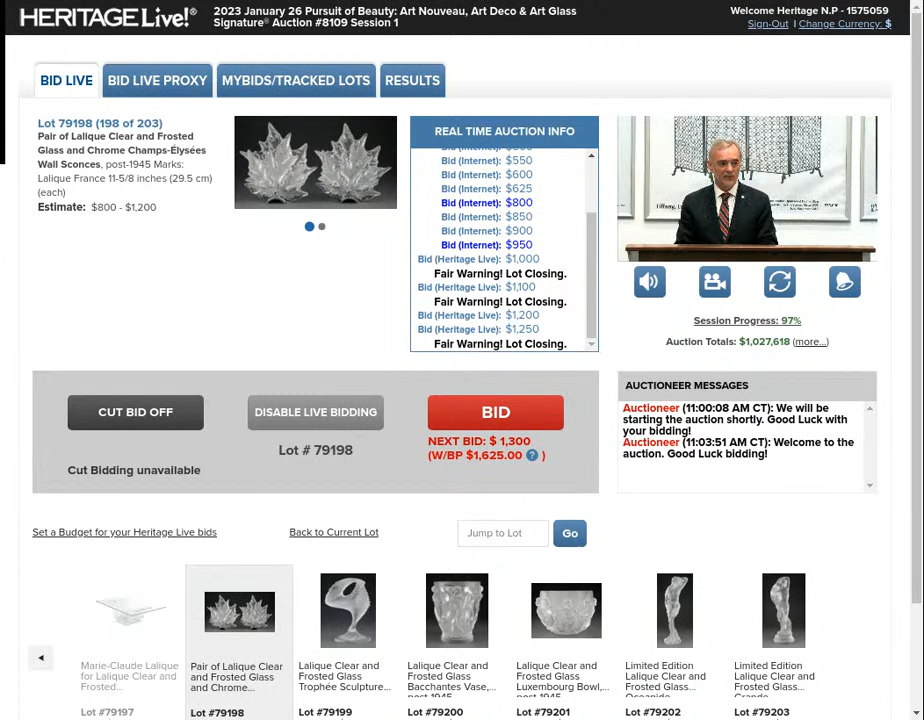 HERITAGE Live!®
2023 January 26 Pursuit of Beauty: Art Nouveau, Art Deco & Art Glass
Signature® Auction #8109 Session 1
Welcome Heritage N.P - 1575059
Sign-Out | Change Currency: $
BID LIVE
BID LIVE PROXY
MYBIDS/TRACKED LOTS
RESULTS
Lot 79198 (198 of 203)
Pair of Lalique Clear and Frosted
Glass and Chrome Champs-Élysées
Wall Sconces, post-1945 Marks:
Lalique France 11-5/8 inches (29.5 cm)
(each)
Estimate: $800 - $1,200
REAL TIME AUCTION INFO
Bid (Internet): $550
Bid (Internet): $600
Bid (Internet): $625
Bid (Internet): $800
Bid (Internet): $850
Bid (Internet): $900
Bid (Internet): $950
Bid (Heritage Live): $1,000
Fair Warning! Lot Closing.
Bid (Heritage Live): $1,100
Fair Warning! Lot Closing.
Bid (Heritage Live): $1,200
Bid (Heritage Live): $1,250
Fair Warning! Lot Closing.
Session Progress: 97%
Auction Totals: $1,027,618 (more...)
CUT BID OFF
DISABLE LIVE BIDDING
BID
Cut Bidding unavailable
Lot # 79198
NEXT BID: $ 1,300
(W/BP $1,625.00 ? )
AUCTIONEER MESSAGES
Auctioneer (11:00:08 AM CT): We will be
starting the auction shortly. Good Luck with
your bidding!
Auctioneer (11:03:51 AM CT): Welcome to the
auction. Good Luck bidding!
Set a Budget for your Heritage Live bids
Back to Current Lot
Jump to Lot
Go
Marie-Claude Lalique
for Lalique Clear and
Frosted...
Lot #79197
Pair of Lalique Clear
and Frosted Glass
and Chrome...
Lot #79198
Lalique Clear and
Frosted Glass
Trophée Sculpture...
Lot #79199
Lalique Clear and
Frosted Glass
Bacchantes Vase,...
post-1945
Lot #79200
Lalique Clear and
Frosted Glass
Luxembourg Bowl,...
post-1945
Lot #79201
Limited Edition
Lalique Clear and
Frosted Glass...
Lot #79202
Limited Edition
Lalique Clear and
Frosted Glass...
Lot #79203